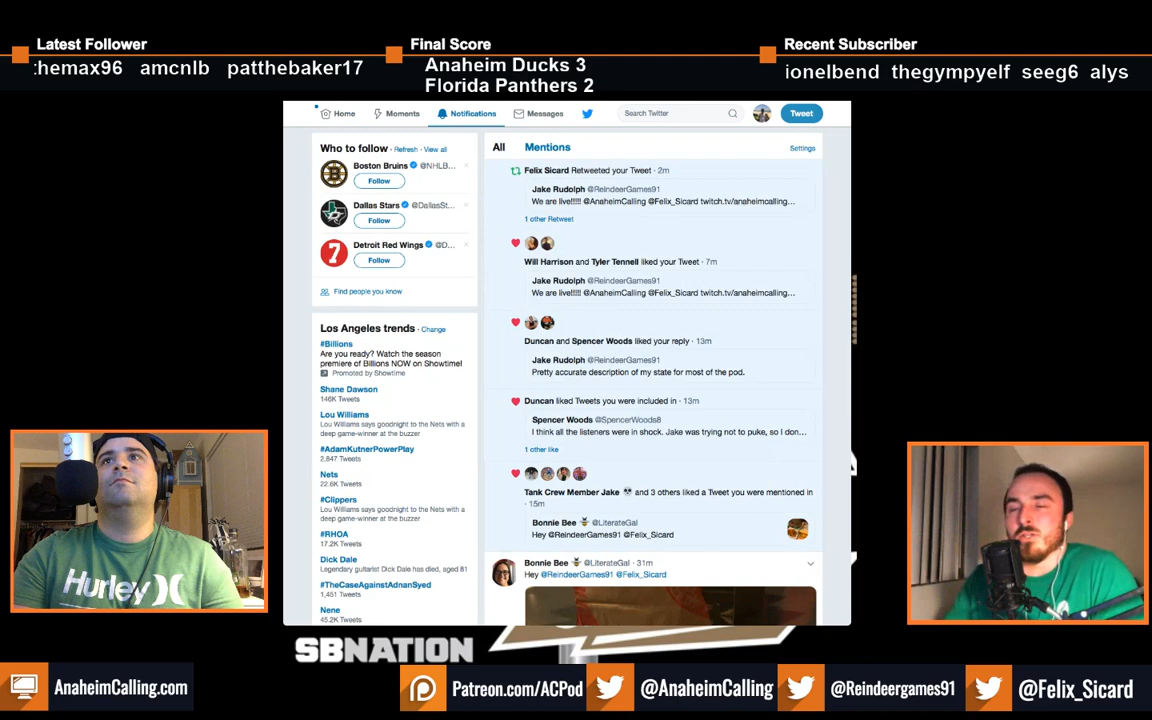 Latest Follower
:hemax96 amcnlb patthebaker17
Final Score
Anaheim Ducks 3
Florida Panthers 2
Recent Subscriber
ionelbend thegympyelf seeg6 alys
Home Moments Notifications Messages Search Twitter Tweet
Who to follow · Refresh · View all
Boston Bruins @NHLB...
Follow
Dallas Stars @DallasSt...
Follow
Detroit Red Wings @D...
Follow
Find people you know
Los Angeles trends · Change
#Billions
Are you ready? Watch the season
premiere of Billions NOW on Showtime!
Promoted by Showtime
Shane Dawson
146K Tweets
Lou Williams
Lou Williams says goodnight to the Nets with a
deep game-winner at the buzzer
#AdamKutnerPowerPlay
2,847 Tweets
Nets
22.6K Tweets
#Clippers
Lou Williams says goodnight to the Nets with a
deep game-winner at the buzzer
#RHOA
17.2K Tweets
Dick Dale
Legendary guitarist Dick Dale has died, aged 81
#TheCaseAgainstAdnanSyed
1,451 Tweets
Nene
45.2K Tweets
All Mentions Settings
Felix Sicard Retweeted your Tweet · 2m
Jake Rudolph @ReindeerGames91
We are live!!!!! @AnaheimCalling @Felix_Sicard twitch.tv/anaheimcalling...
1 other Retweet
Will Harrison and Tyler Tennell liked your Tweet · 7m
Jake Rudolph @ReindeerGames91
We are live!!!!! @AnaheimCalling @Felix_Sicard twitch.tv/anaheimcalling...
Duncan and Spencer Woods liked your reply · 13m
Jake Rudolph @ReindeerGames91
Pretty accurate description of my state for most of the pod.
Duncan liked Tweets you were included in · 13m
Spencer Woods @SpencerWoods8
I think all the listeners were in shock. Jake was trying not to puke, so I don...
1 other like
Tank Crew Member Jake 💀 and 3 others liked a Tweet you were mentioned in
· 15m
Bonnie Bee 🐝 @LiterateGal
Hey @ReindeerGames91 @Felix_Sicard
Bonnie Bee 🐝 @LiterateGal · 31m
Hey @ReindeerGames91 @Felix_Sicard
Hurley
SBNATION
AnaheimCalling.com
Patreon.com/ACPod
@AnaheimCalling
@Reindeergames91
@Felix_Sicard